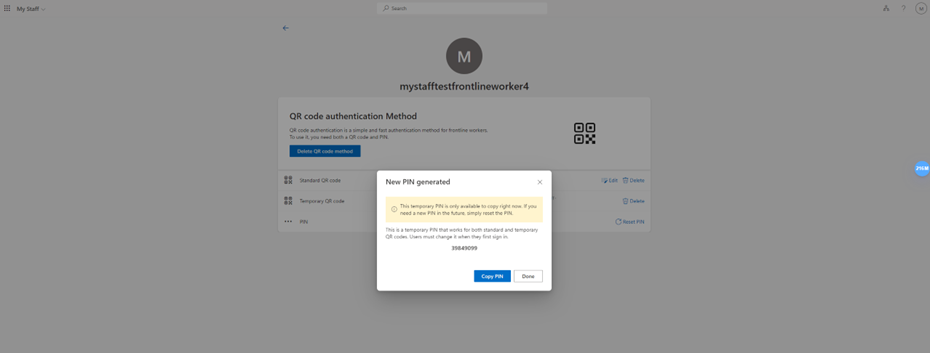 My Staff
Search
?
M
M
mystafftestfrontlineworker4
QR code authentication Method
QR code authentication is a simple and fast authentication method for frontline workers.
To use it, you need both a QR code and PIN.
Delete QR code method
Standard QR code
Edit
Delete
Temporary QR code
Delete
PIN
Reset PIN
New PIN generated
This temporary PIN is only available to copy right now. If you
need a new PIN in the future, simply reset the PIN.
This is a temporary PIN that works for both standard and temporary
QR codes. Users must change it when they first sign in.
39849099
Copy PIN
Done